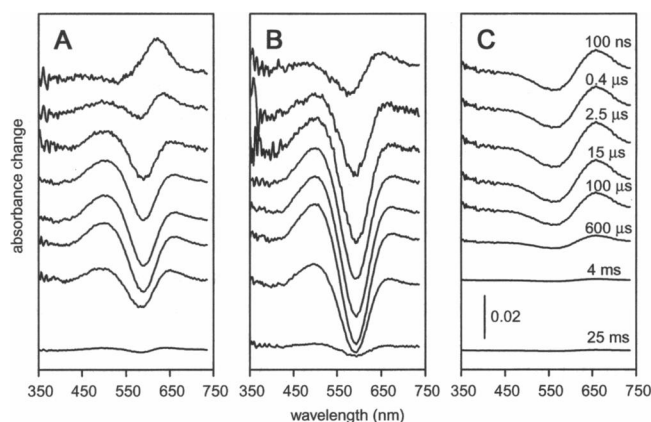 A
B
C
100 ns
0.4 µs
2.5 µs
15 µs
100 µs
600 µs
4 ms
0.02
25 ms
absorbance change
350 450 550 650 750
350 450 550 650 750
350 450 550 650 750
wavelength (nm)